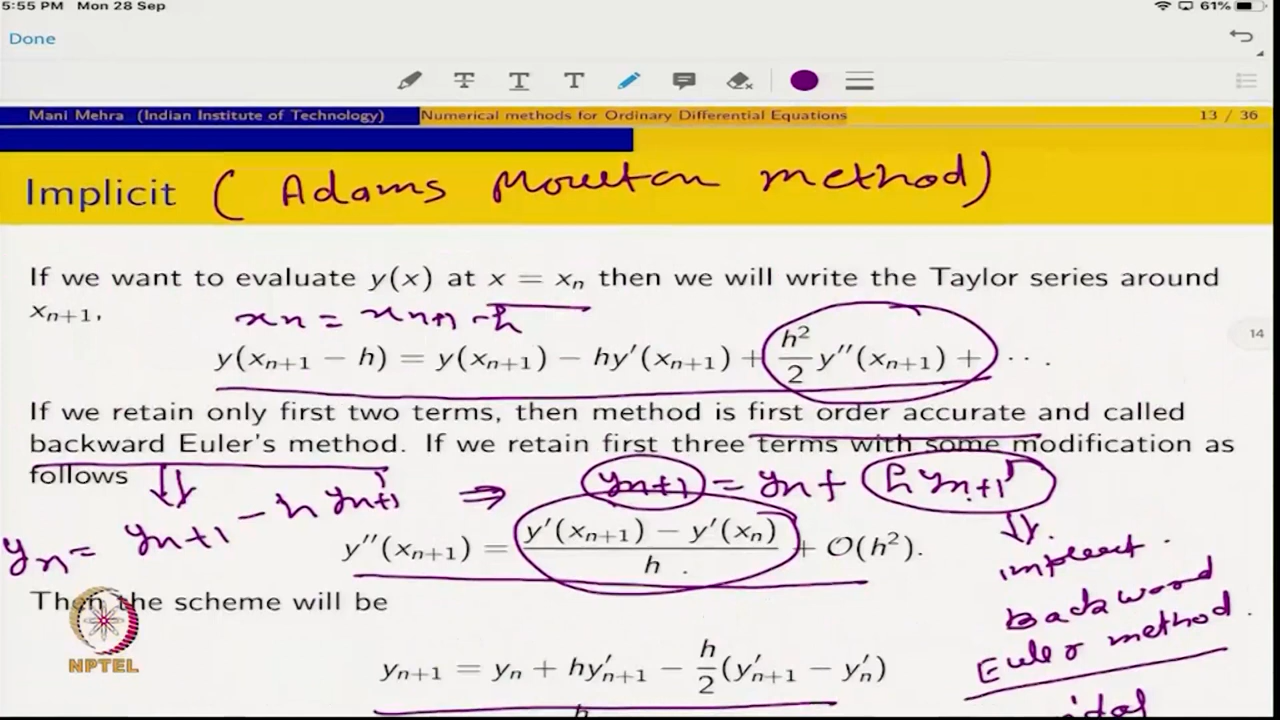 5:55 PM Mon 28 Sep 61%
Done
T T T
Mani Mehra (Indian Institute of Technology) Numerical methods for Ordinary Differential Equations 13 / 36
Implicit ( Adams Moulton method)
If we want to evaluate y(x) at x = xₙ then we will write the Taylor series around
xₙ₊₁,
xₙ = xₙ₊₁ - h
14
y(xₙ₊₁ − h) = y(xₙ₊₁) − hy′(xₙ₊₁) + h²/2 y″(xₙ₊₁) + ⋯ .
If we retain only first two terms, then method is first order accurate and called
backward Euler's method. If we retain first three terms with some modification as
follows
yₙ = yₙ₊₁ − h yₙ₊₁′ ⇒ yₙ₊₁ = yₙ + h yₙ₊₁′
y″(xₙ₊₁) = (y′(xₙ₊₁) − y′(xₙ))/h + O(h²).
implicit
Backward
Euler method.
Then the scheme will be
NPTEL
yₙ₊₁ = yₙ + hy′ₙ₊₁ − h/2 (y′ₙ₊₁ − y′ₙ)
h